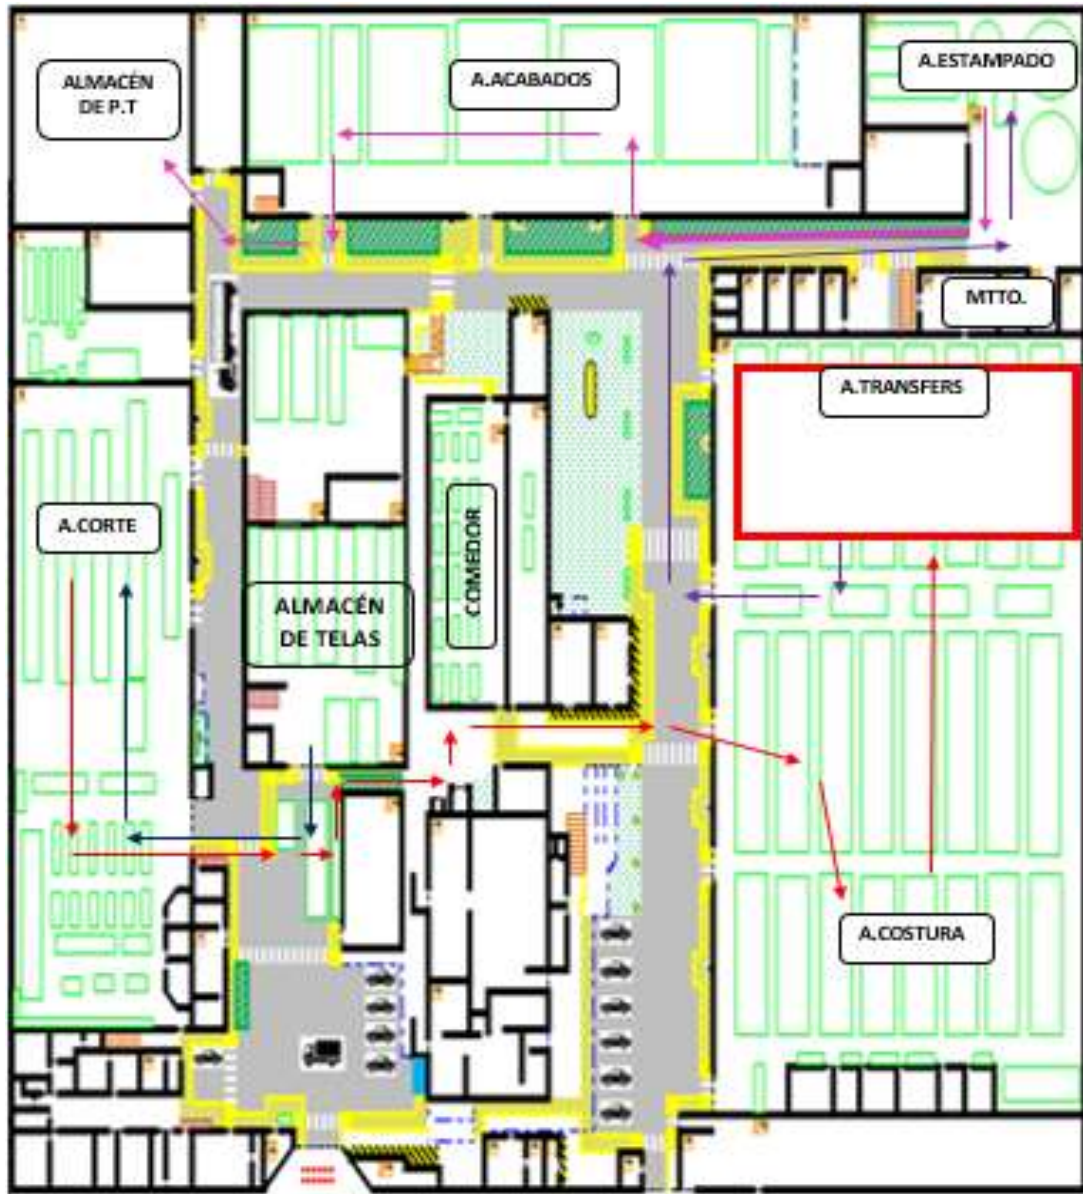 ALMACÉN
DE P.T
A.ACABADOS
A.ESTAMPADO
MTTO.
A.TRANSFERS
A.CORTE
COMEDOR
ALMACÉN
DE TELAS
A.COSTURA